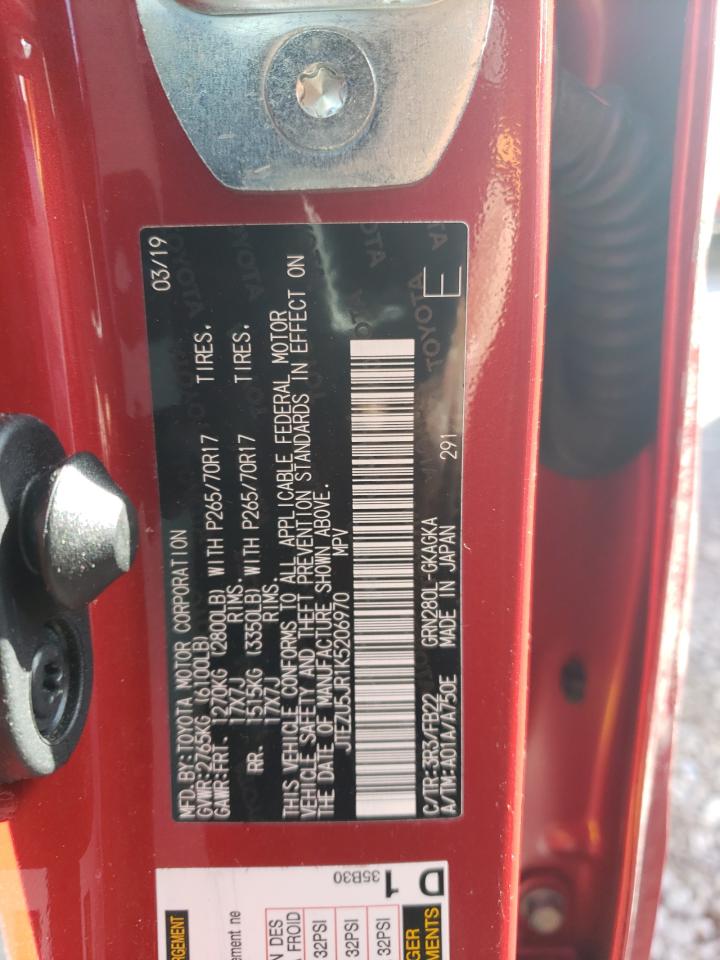 MFD. BY:TOYOTA MOTOR CORPORATION 03/19
GVWR:2765KG (6100LB)
GAWR:FRT. 1270KG (2800LB) WITH P265/70R17 TIRES.
17X7J RIMS.
RR. 1515KG (3350LB) WITH P265/70R17 TIRES.
17X7J RIMS.
THIS VEHICLE CONFORMS TO ALL APPLICABLE FEDERAL MOTOR
VEHICLE SAFETY AND THEFT PREVENTION STANDARDS IN EFFECT ON
THE DATE OF MANUFACTURE SHOWN ABOVE.
JTEZU5JR1K5206970 MPV
C/TR:3R3/FB22 GRN280L-GKAGKA
A/TM:A01A/A750E MADE IN JAPAN 291
E
TOYOTA
D 1
35B30
32PSI
32PSI
32PSI